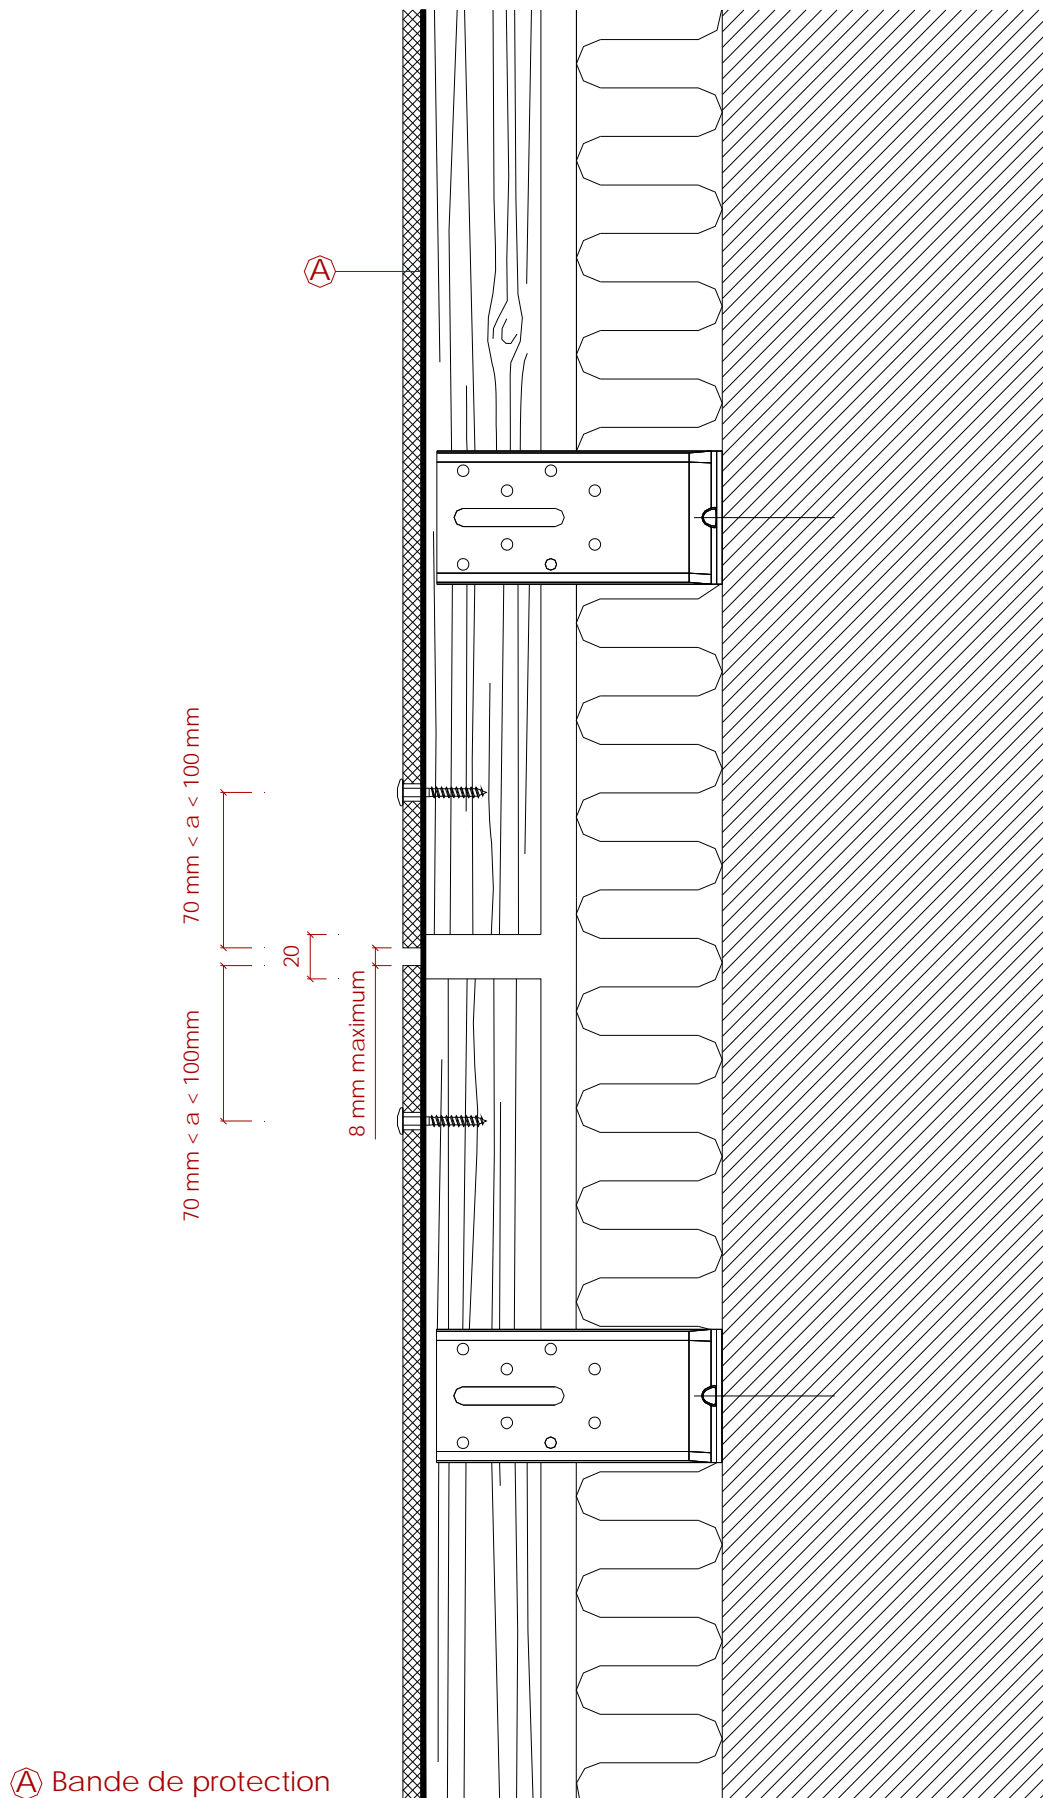 A
70 mm < a < 100 mm
20
8 mm maximum
70 mm < a < 100mm
A Bande de protection